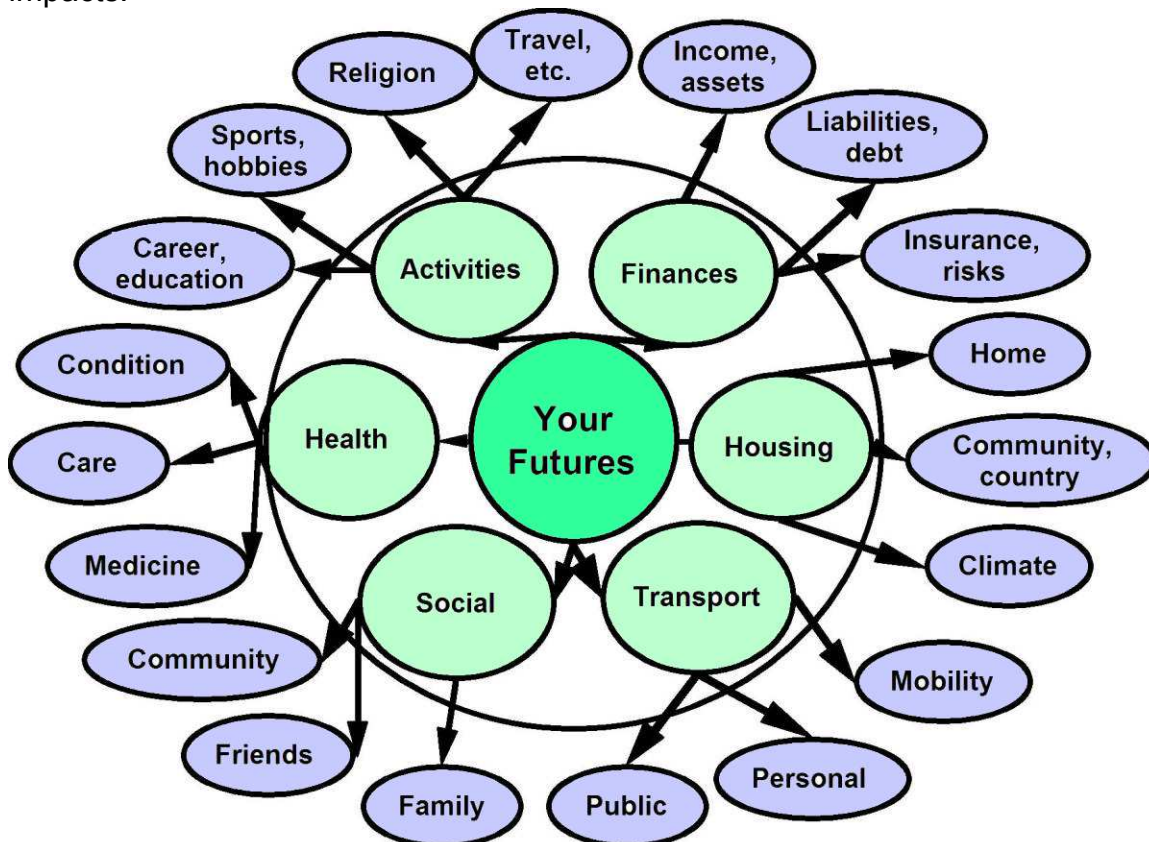 impacts.
Travel,
etc.
Income,
assets
Religion
Liabilities,
debt
Sports,
hobbies
Insurance,
risks
Career,
education
Activities
Finances
Home
Condition
Your
Futures
Health
Housing
Community,
country
Care
Climate
Medicine
Social
Transport
Community
Mobility
Friends
Personal
Family
Public